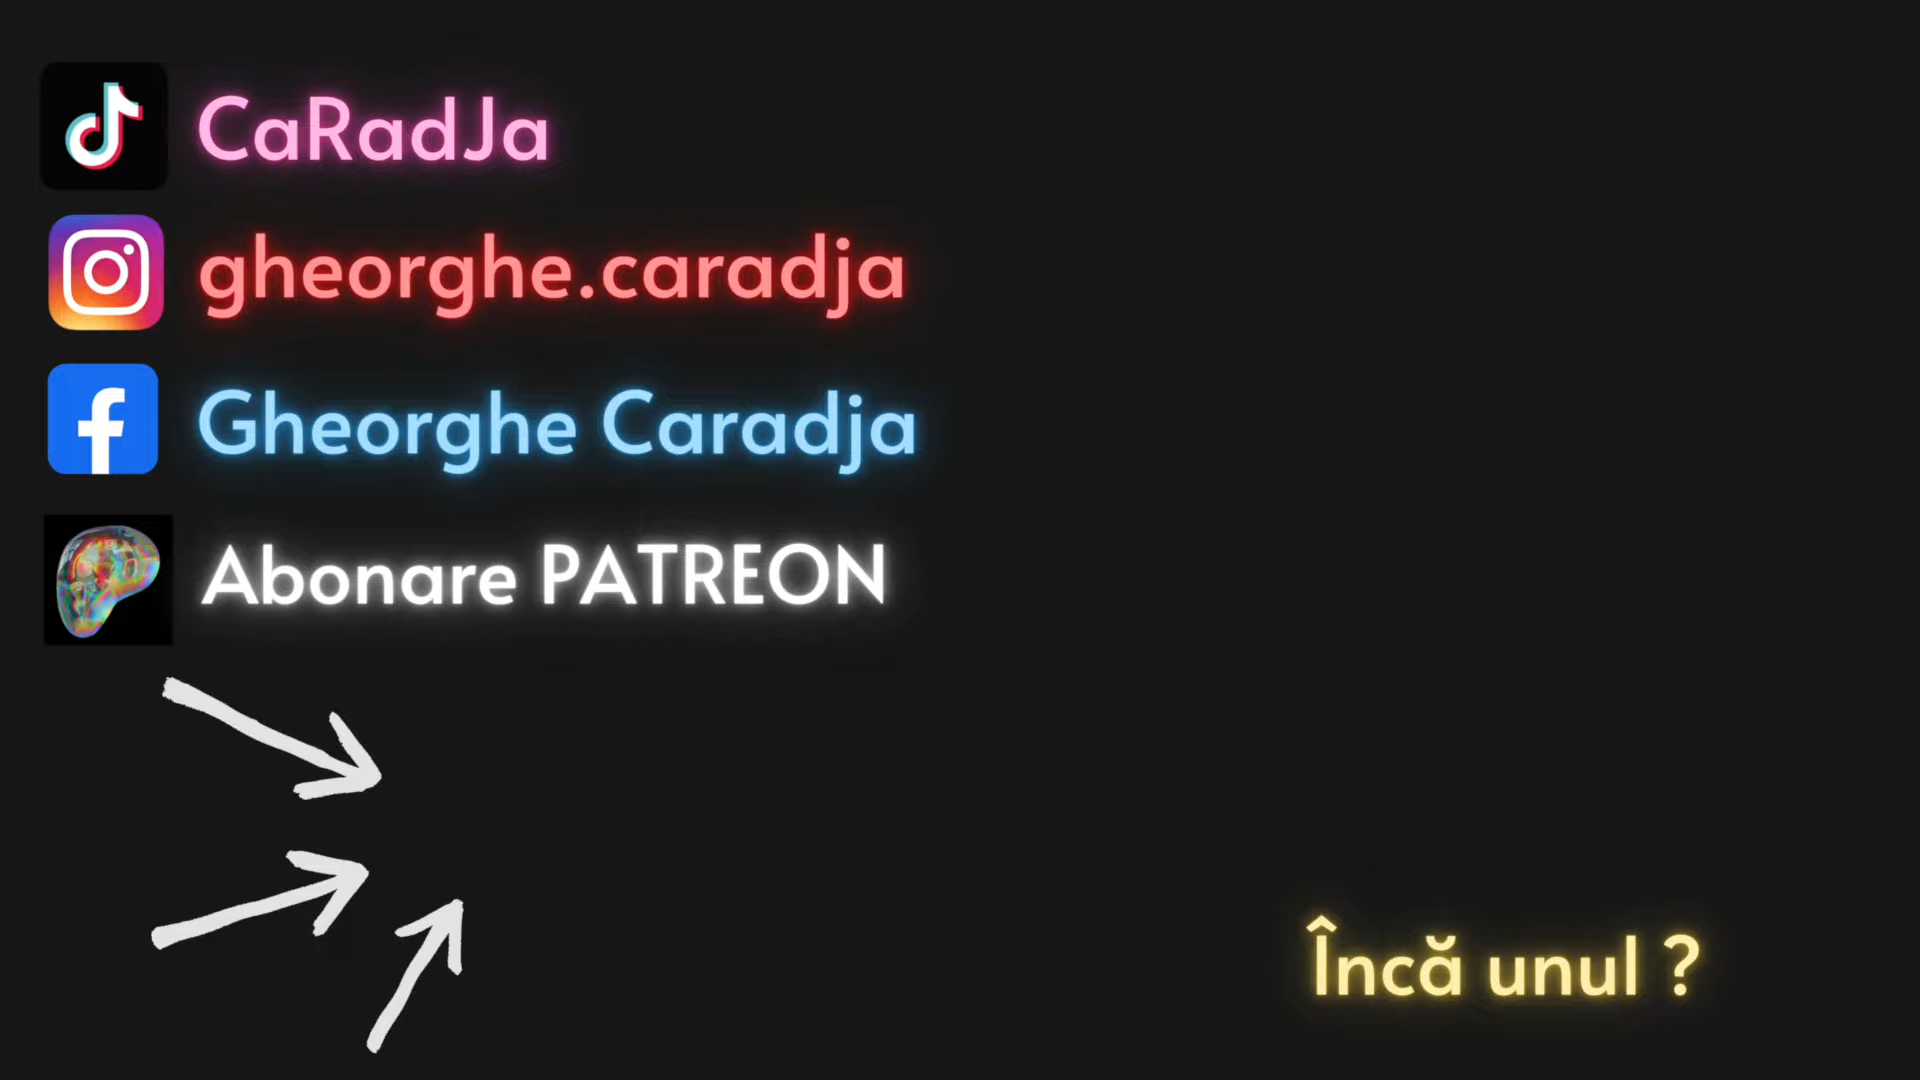 CaRadJa
gheorghe.caradja
Gheorghe Caradja
Abonare PATREON
Încă unul ?